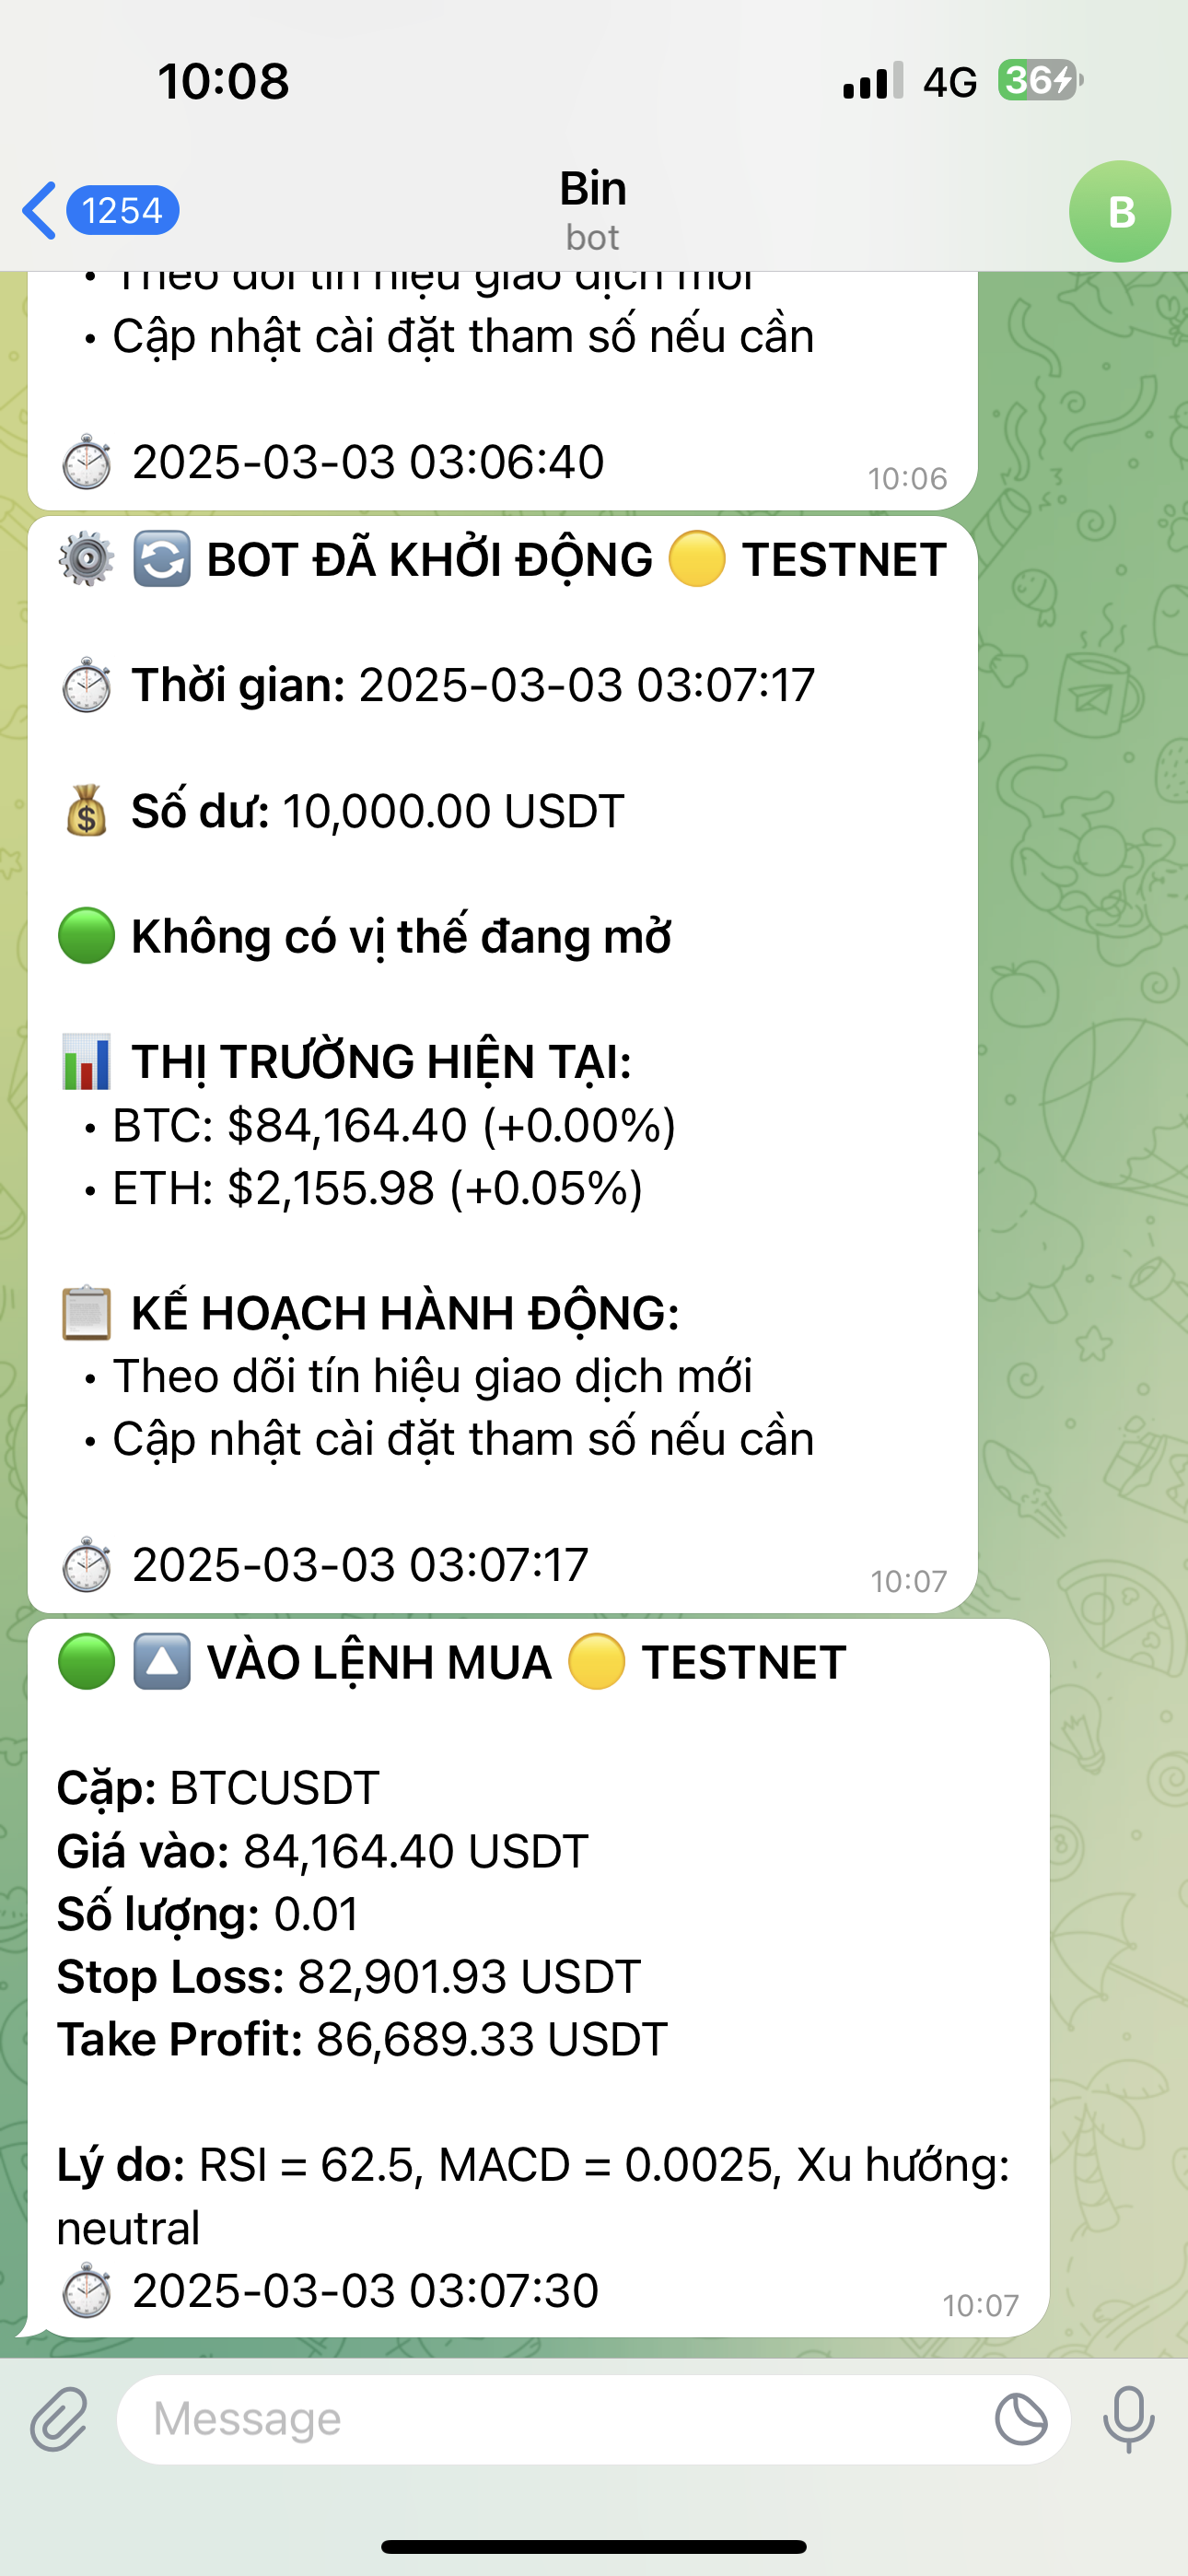 10:08
4G
36
1254
Bin
bot
B
• Theo dõi tín hiệu giao dịch mới
• Cập nhật cài đặt tham số nếu cần
⏱ 2025-03-03 03:06:40
10:06
⚙️ 🔄 BOT ĐÃ KHỞI ĐỘNG 🟡 TESTNET
⏱ Thời gian: 2025-03-03 03:07:17
💰 Số dư: 10,000.00 USDT
🟢 Không có vị thế đang mở
📊 THỊ TRƯỜNG HIỆN TẠI:
• BTC: $84,164.40 (+0.00%)
• ETH: $2,155.98 (+0.05%)
📋 KẾ HOẠCH HÀNH ĐỘNG:
• Theo dõi tín hiệu giao dịch mới
• Cập nhật cài đặt tham số nếu cần
⏱ 2025-03-03 03:07:17
10:07
🟢 🔼 VÀO LỆNH MUA 🟡 TESTNET
Cặp: BTCUSDT
Giá vào: 84,164.40 USDT
Số lượng: 0.01
Stop Loss: 82,901.93 USDT
Take Profit: 86,689.33 USDT
Lý do: RSI = 62.5, MACD = 0.0025, Xu hướng:
neutral
⏱ 2025-03-03 03:07:30
10:07
Message